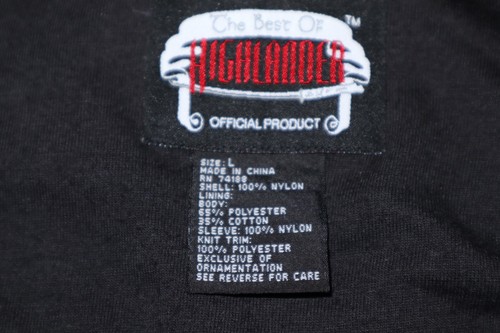 The Best Of
TM
HIGHLANDER
OFFICIAL PRODUCT
SIZE: L
MADE IN CHINA
RN 74188
SHELL: 100% NYLON
LINING:
BODY:
65% POLYESTER
35% COTTON
SLEEVE: 100% NYLON
KNIT TRIM:
100% POLYESTER
EXCLUSIVE OF
ORNAMENTATION
SEE REVERSE FOR CARE